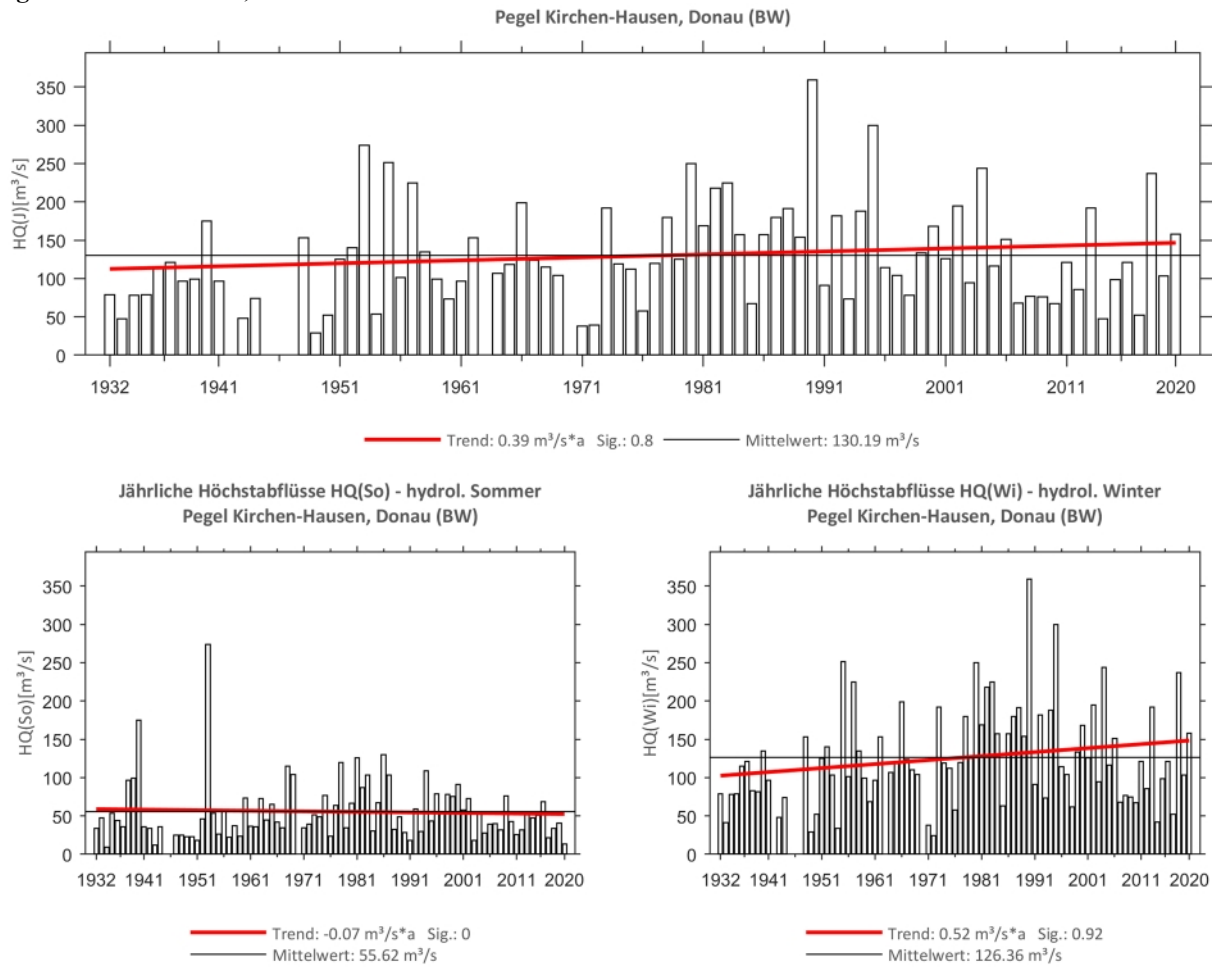 Pegel Kirchen-Hausen, Donau (BW)
350
300
250
200
150
100
50
0
HQ(J)[m³/s]
1932 1941 1951 1961 1971 1981 1991 2001 2011 2020
Trend: 0.39 m³/s*a Sig.: 0.8 Mittelwert: 130.19 m³/s
Jährliche Höchstabflüsse HQ(So) - hydrol. Sommer
Pegel Kirchen-Hausen, Donau (BW)
350
300
250
200
150
100
50
0
HQ(So)[m³/s]
1932 1941 1951 1961 1971 1981 1991 2001 2011 2020
Trend: -0.07 m³/s*a Sig.: 0
Mittelwert: 55.62 m³/s
Jährliche Höchstabflüsse HQ(Wi) - hydrol. Winter
Pegel Kirchen-Hausen, Donau (BW)
350
300
250
200
150
100
50
0
HQ(Wi)[m³/s]
1932 1941 1951 1961 1971 1981 1991 2001 2011 2020
Trend: 0.52 m³/s*a Sig.: 0.92
Mittelwert: 126.36 m³/s